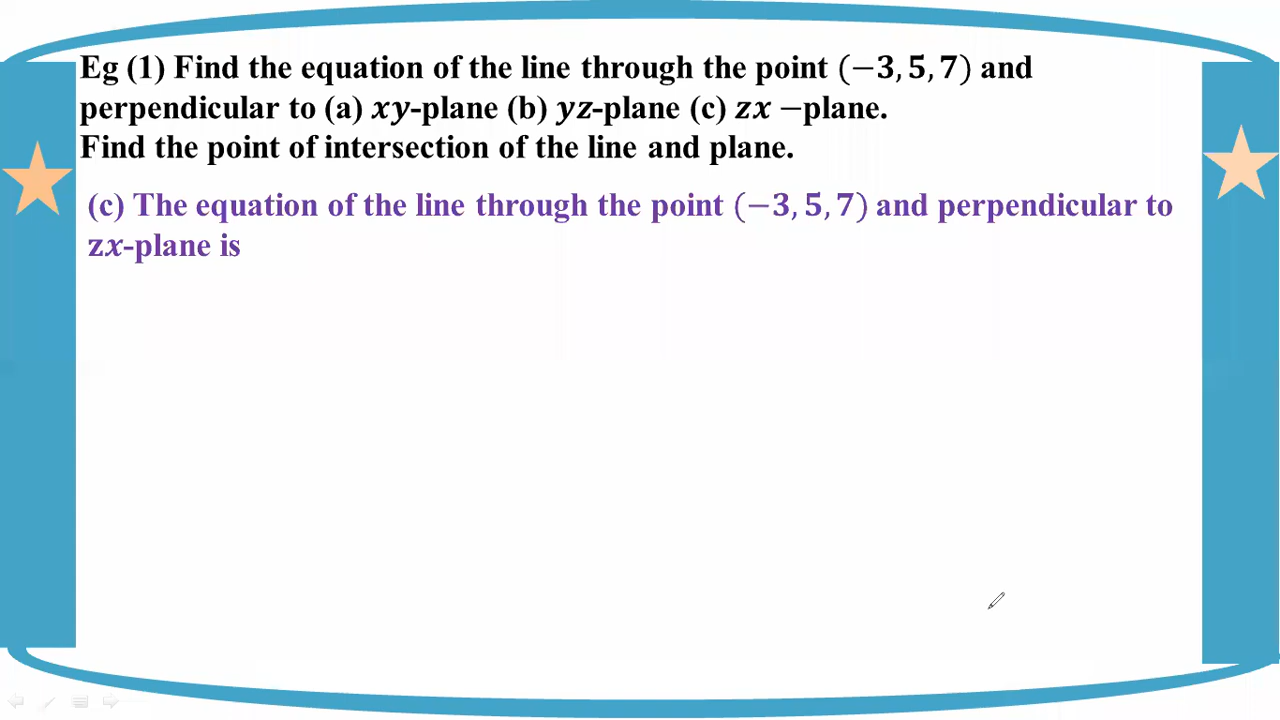 Eg (1) Find the equation of the line through the point (−3, 5, 7) and
perpendicular to (a) xy-plane (b) yz-plane (c) zx −plane.
Find the point of intersection of the line and plane.
(c) The equation of the line through the point (−3, 5, 7) and perpendicular to
zx-plane is